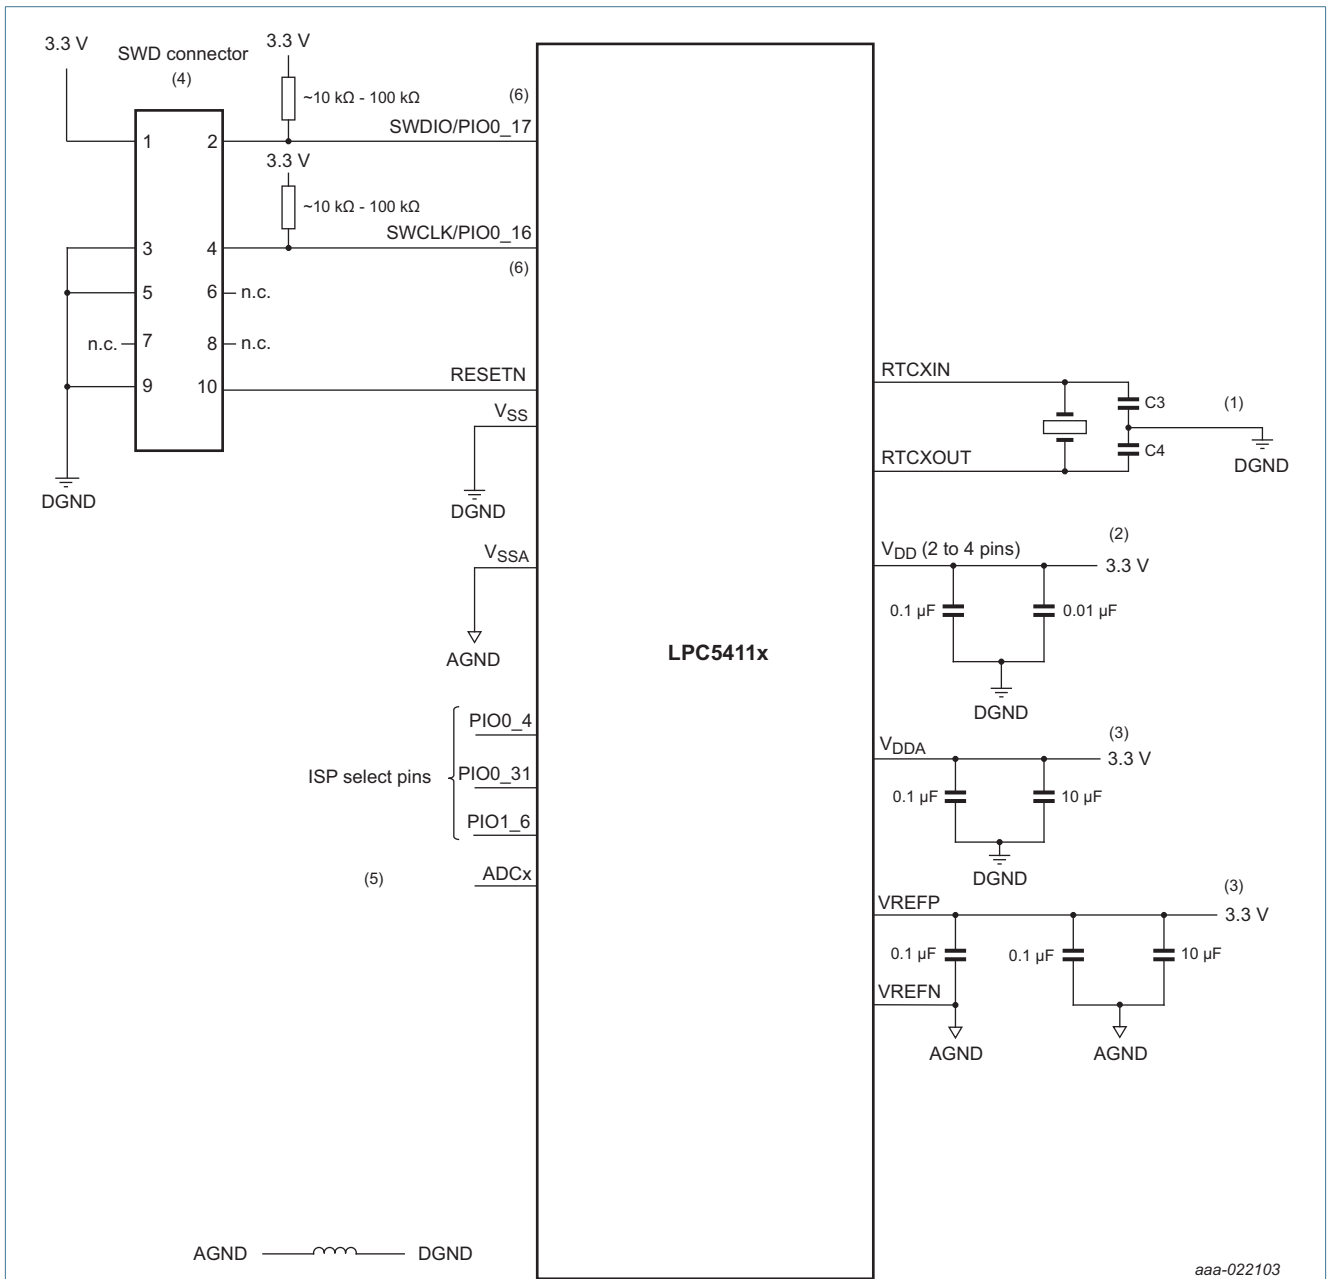 3.3 V
SWD connector
(4)
3.3 V
~10 kΩ - 100 kΩ
(6)
SWDIO/PIO0_17
1
2
3.3 V
~10 kΩ - 100 kΩ
SWCLK/PIO0_16
3
4
(6)
5
6
n.c.
n.c.
7
8
n.c.
9
10
RESETN
DGND
VSS
DGND
VSSA
AGND
ISP select pins
PIO0_4
PIO0_31
PIO1_6
(5)
ADCx
LPC5411x
RTCXIN
C3
(1)
C4
DGND
RTCXOUT
VDD (2 to 4 pins)
(2)
3.3 V
0.1 µF
0.01 µF
DGND
VDDA
(3)
3.3 V
0.1 µF
10 µF
DGND
VREFP
(3)
3.3 V
0.1 µF
0.1 µF
10 µF
VREFN
AGND
AGND
AGND
DGND
aaa-022103